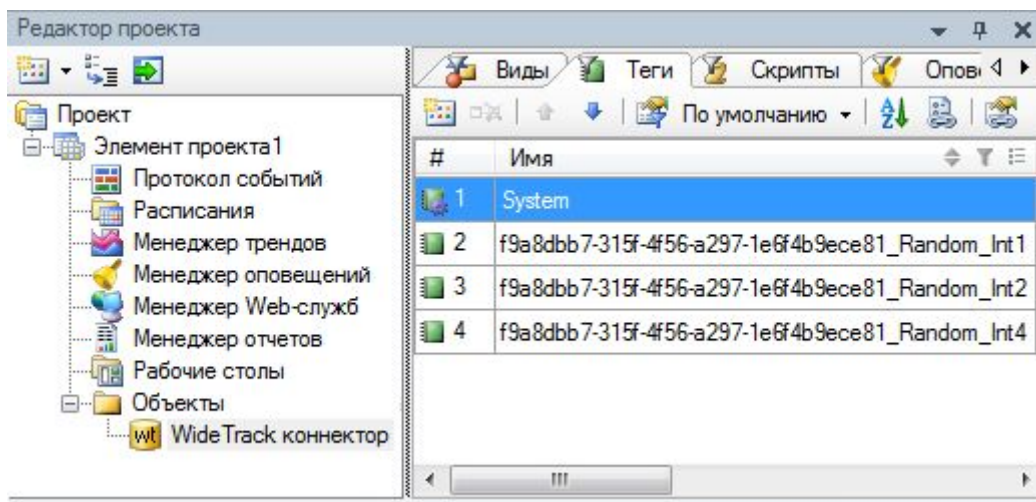 Редактор проекта
Проект
Элемент проекта1
Протокол событий
Расписания
Менеджер трендов
Менеджер оповещений
Менеджер Web-служб
Менеджер отчетов
Рабочие столы
Объекты
wt WideTrack коннектор
Виды Теги Скрипты Опове
По умолчанию
# Имя
1 System
2 f9a8dbb7-315f-4f56-a297-1e6f4b9ece81_Random_Int1
3 f9a8dbb7-315f-4f56-a297-1e6f4b9ece81_Random_Int2
4 f9a8dbb7-315f-4f56-a297-1e6f4b9ece81_Random_Int4